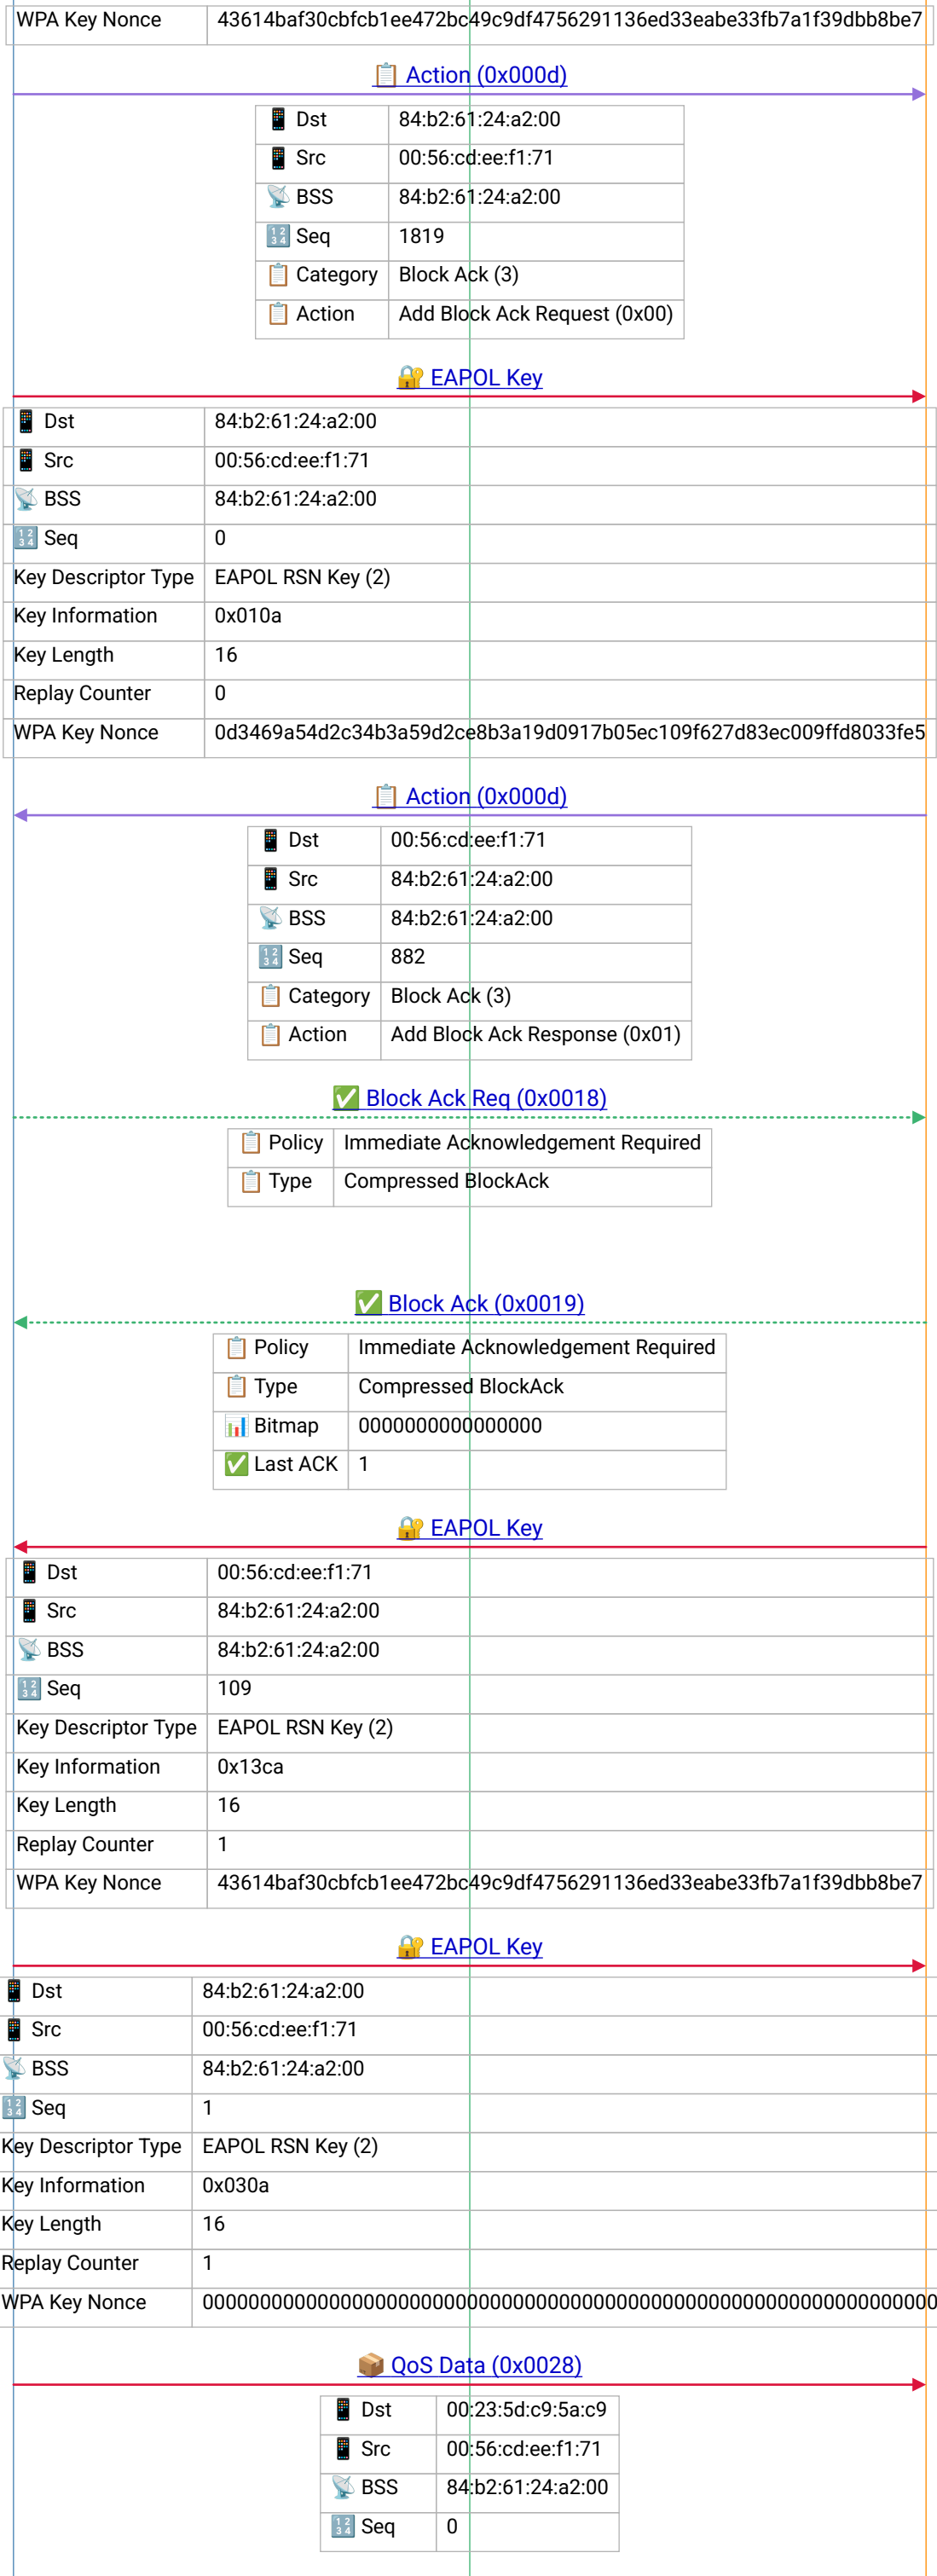 WPA Key Nonce 43614baf30cbfcb1ee472bc49c9df4756291136ed33eabe33fb7a1f39dbb8be7
📋 Action (0x000d)
📱 Dst 84:b2:61:24:a2:00
📱 Src 00:56:cd:ee:f1:71
📡 BSS 84:b2:61:24:a2:00
🔢 Seq 1819
📋 Category Block Ack (3)
📋 Action Add Block Ack Request (0x00)
🔐 EAPOL Key
📱 Dst 84:b2:61:24:a2:00
📱 Src 00:56:cd:ee:f1:71
📡 BSS 84:b2:61:24:a2:00
🔢 Seq 0
Key Descriptor Type EAPOL RSN Key (2)
Key Information 0x010a
Key Length 16
Replay Counter 0
WPA Key Nonce 0d3469a54d2c34b3a59d2ce8b3a19d0917b05ec109f627d83ec009ffd8033fe5
📋 Action (0x000d)
📱 Dst 00:56:cd:ee:f1:71
📱 Src 84:b2:61:24:a2:00
📡 BSS 84:b2:61:24:a2:00
🔢 Seq 882
📋 Category Block Ack (3)
📋 Action Add Block Ack Response (0x01)
✅ Block Ack Req (0x0018)
📋 Policy Immediate Acknowledgement Required
📋 Type Compressed BlockAck
✅ Block Ack (0x0019)
📋 Policy Immediate Acknowledgement Required
📋 Type Compressed BlockAck
📊 Bitmap 0000000000000000
✅ Last ACK 1
🔐 EAPOL Key
📱 Dst 00:56:cd:ee:f1:71
📱 Src 84:b2:61:24:a2:00
📡 BSS 84:b2:61:24:a2:00
🔢 Seq 109
Key Descriptor Type EAPOL RSN Key (2)
Key Information 0x13ca
Key Length 16
Replay Counter 1
WPA Key Nonce 43614baf30cbfcb1ee472bc49c9df4756291136ed33eabe33fb7a1f39dbb8be7
🔐 EAPOL Key
📱 Dst 84:b2:61:24:a2:00
📱 Src 00:56:cd:ee:f1:71
📡 BSS 84:b2:61:24:a2:00
🔢 Seq 1
Key Descriptor Type EAPOL RSN Key (2)
Key Information 0x030a
Key Length 16
Replay Counter 1
WPA Key Nonce 0000000000000000000000000000000000000000000000000000000000000000
📦 QoS Data (0x0028)
📱 Dst 00:23:5d:c9:5a:c9
📱 Src 00:56:cd:ee:f1:71
📡 BSS 84:b2:61:24:a2:00
🔢 Seq 0